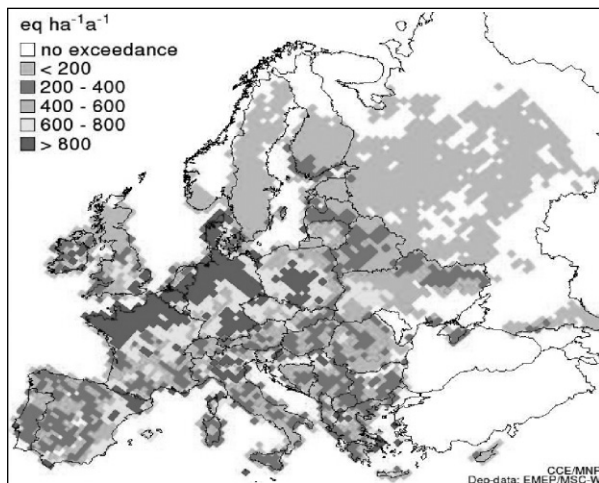 eq ha⁻¹a⁻¹
no exceedance
< 200
200 - 400
400 - 600
600 - 800
> 800
CCE/MNP
Dep-data: EMEP/MSC-W